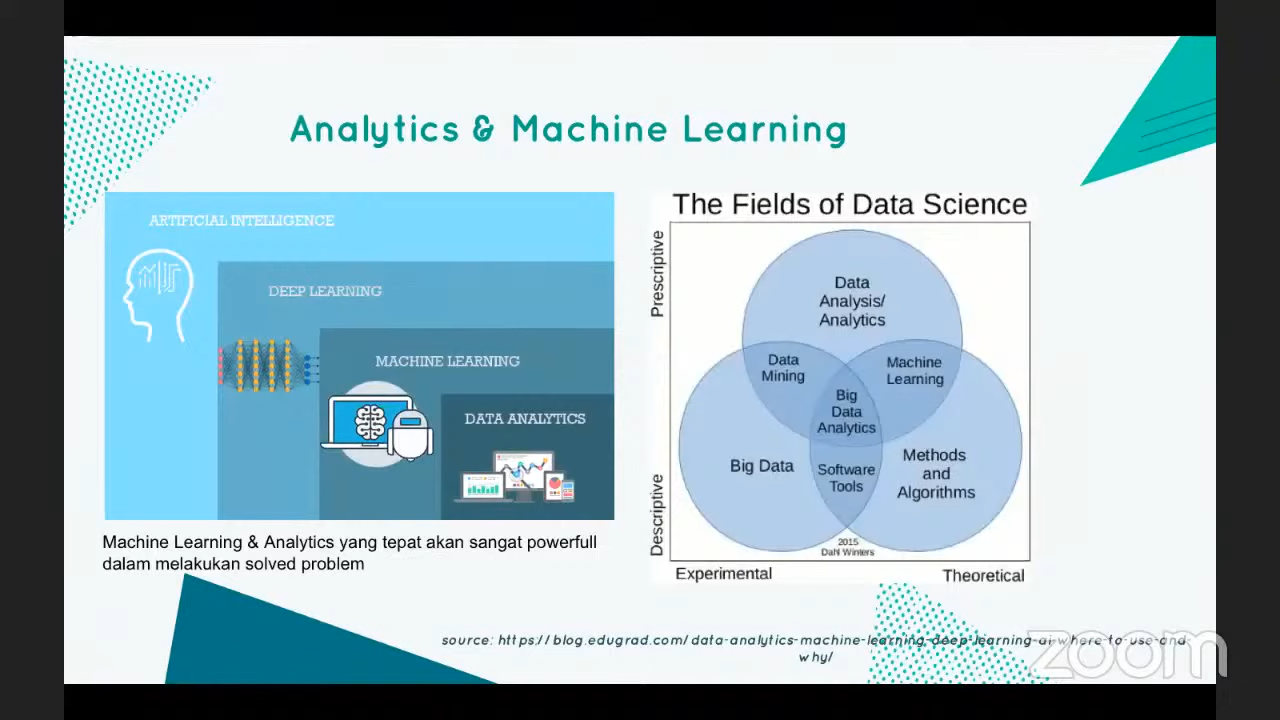 Analytics & Machine Learning
ARTIFICIAL INTELLIGENCE
DEEP LEARNING
MACHINE LEARNING
DATA ANALYTICS
Machine Learning & Analytics yang tepat akan sangat powerfull
dalam melakukan solved problem
The Fields of Data Science
Prescriptive
Descriptive
Data
Analysis/
Analytics
Data
Mining
Machine
Learning
Big
Data
Analytics
Big Data
Software
Tools
Methods
and
Algorithms
2015
Dahl Winters
Experimental
Theoretical
source: https://blog.edugrad.com/data-analytics-machine-learning-deep-learning-ai-where-to-use-and-
why/
zoom